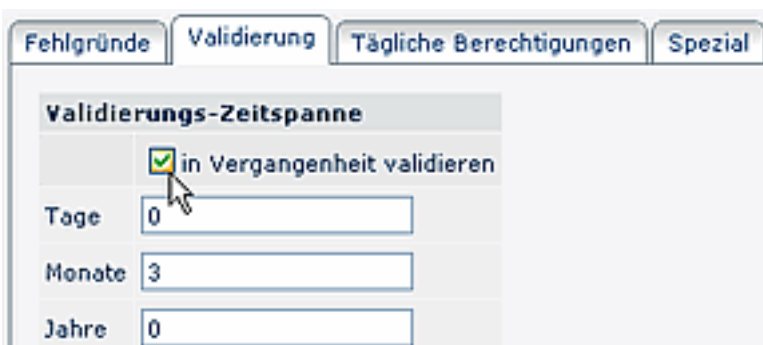 Fehlgründe Validierung Tägliche Berechtigungen Spezial
Validierungs-Zeitspanne
in Vergangenheit validieren
Tage 0
Monate 3
Jahre 0